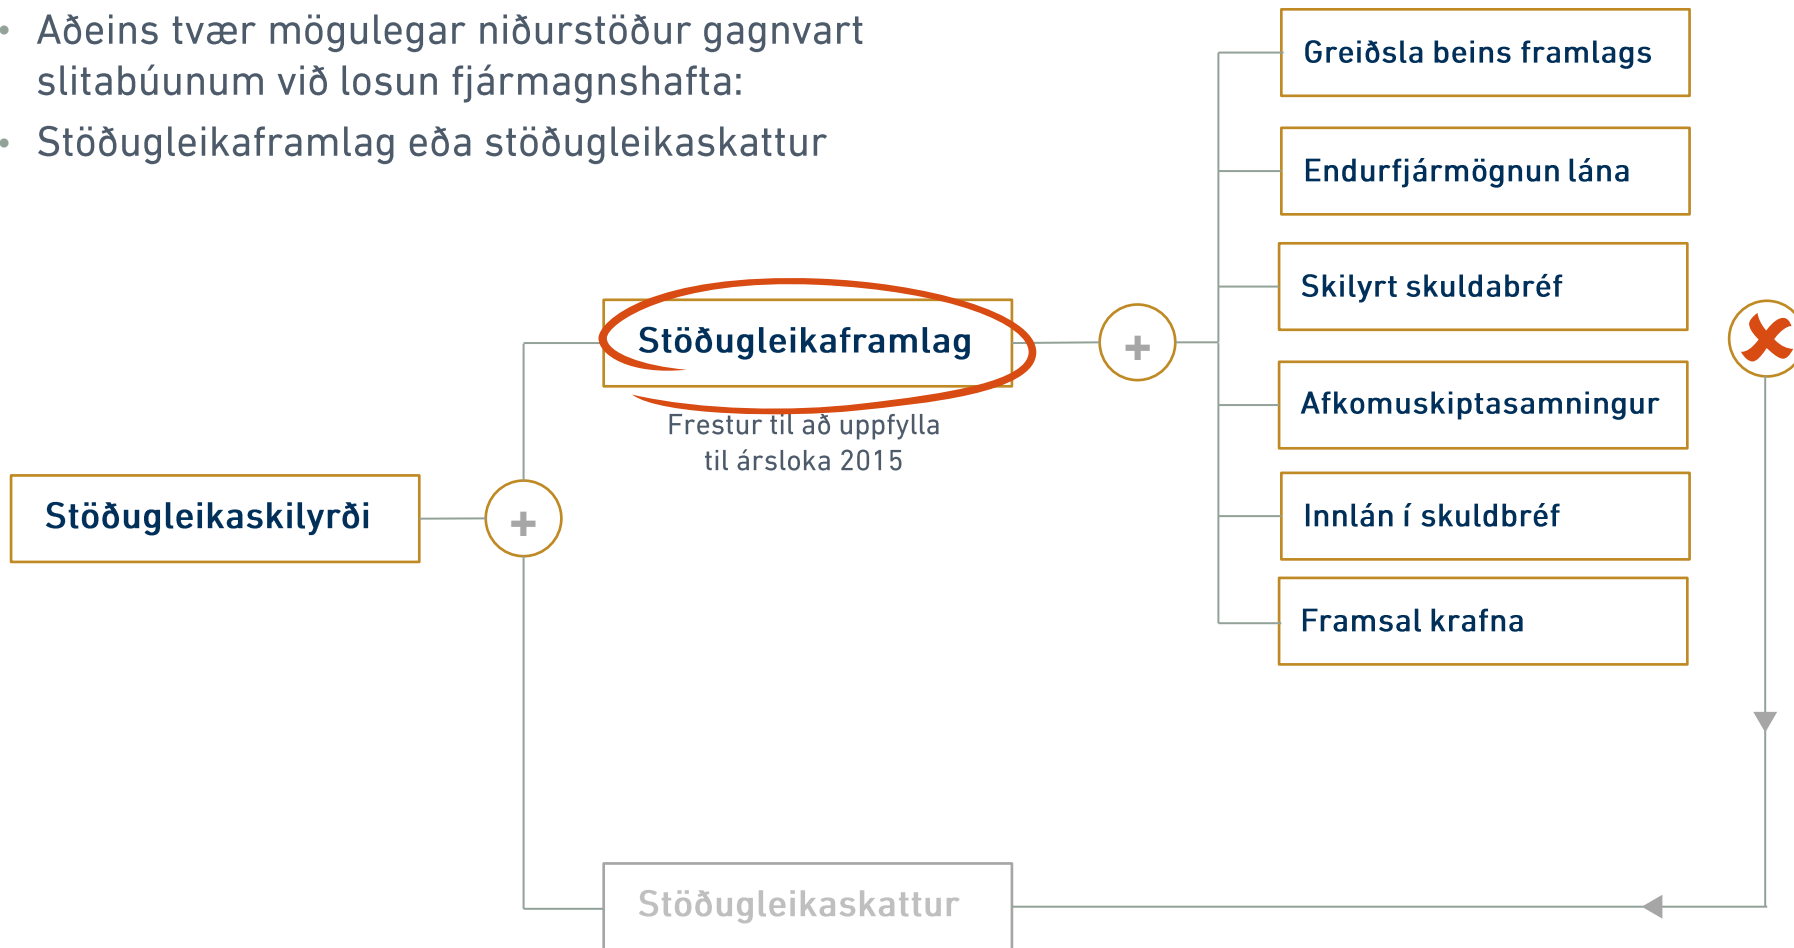 • Aðeins tvær mögulegar niðurstöður gagnvart
slitabúunum við losun fjármagnshafta:
• Stöðugleikaframlag eða stöðugleikaskattur
Greiðsla beins framlags
Endurfjármögnun lána
Skilyrt skuldabréf
Stöðugleikaframlag
+
Afkomuskiptasamningur
Frestur til að uppfylla
til ársloka 2015
Stöðugleikaskilyrði
+
Innlán í skuldbréf
Framsal krafna
Stöðugleikaskattur